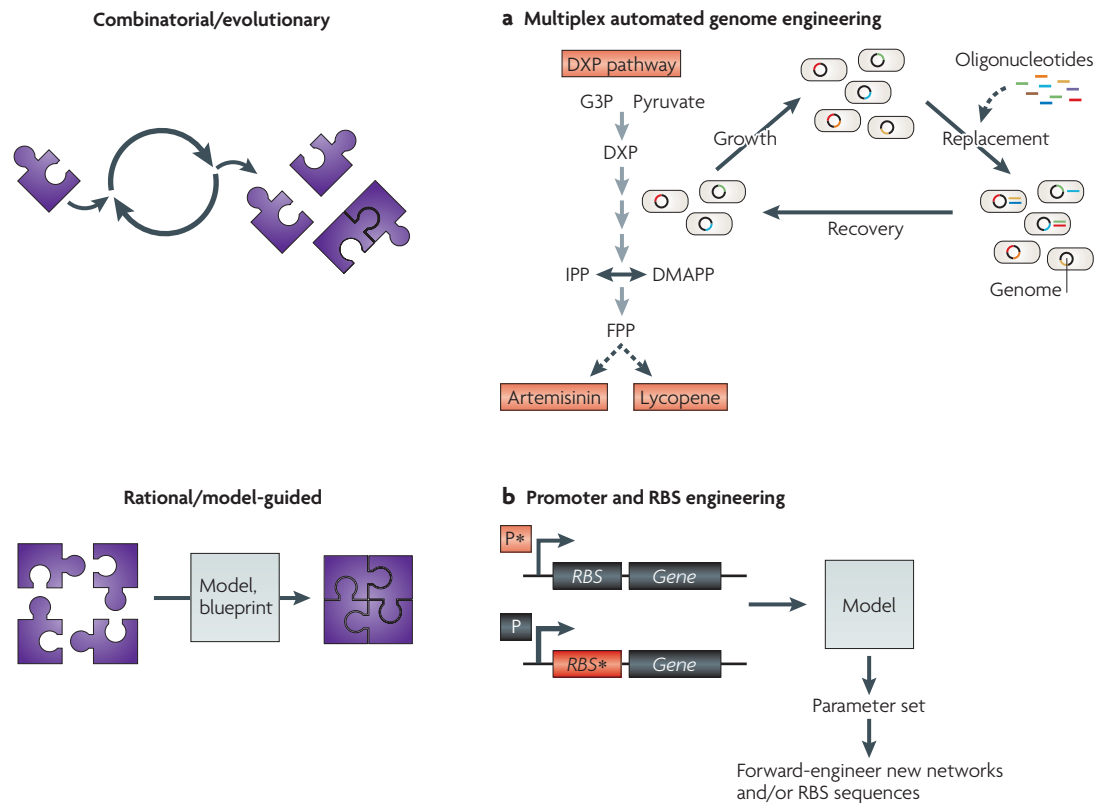 Combinatorial/evolutionary
a Multiplex automated genome engineering
DXP pathway
G3P Pyruvate
DXP
IPP DMAPP
FPP
Artemisinin Lycopene
Growth
Oligonucleotides
Replacement
Recovery
Genome
Rational/model-guided
Model,
blueprint
b Promoter and RBS engineering
P*
RBS Gene
P
RBS* Gene
Model
Parameter set
Forward-engineer new networks
and/or RBS sequences